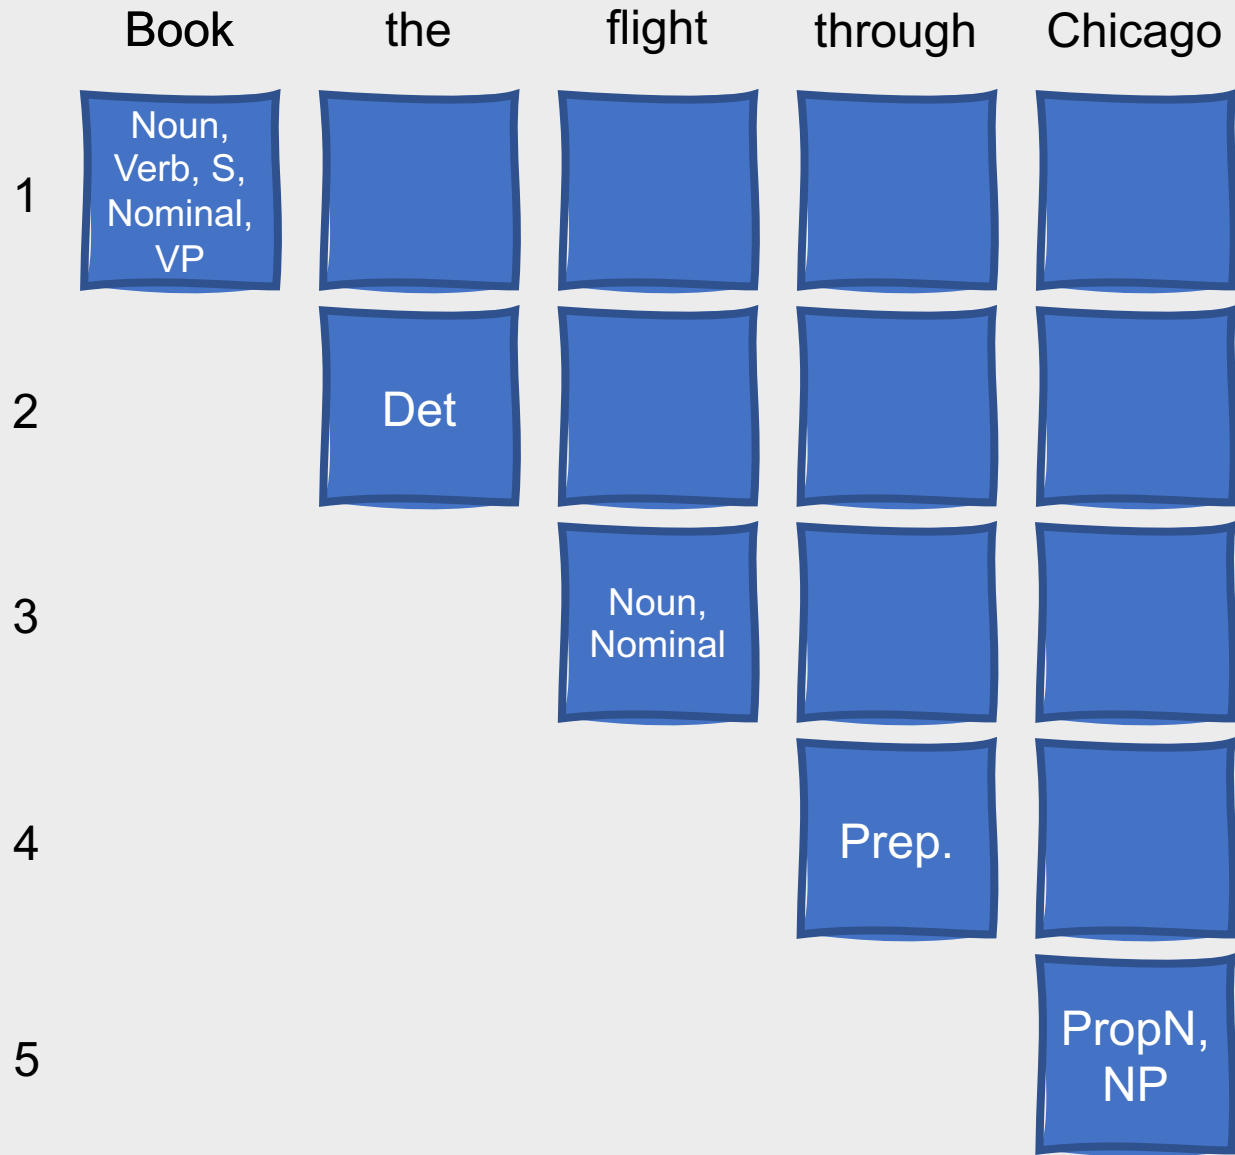 Book the flight through Chicago
1
Noun,
Verb, S,
Nominal,
VP
2
Det
3
Noun,
Nominal
4
Prep.
5
PropN,
NP